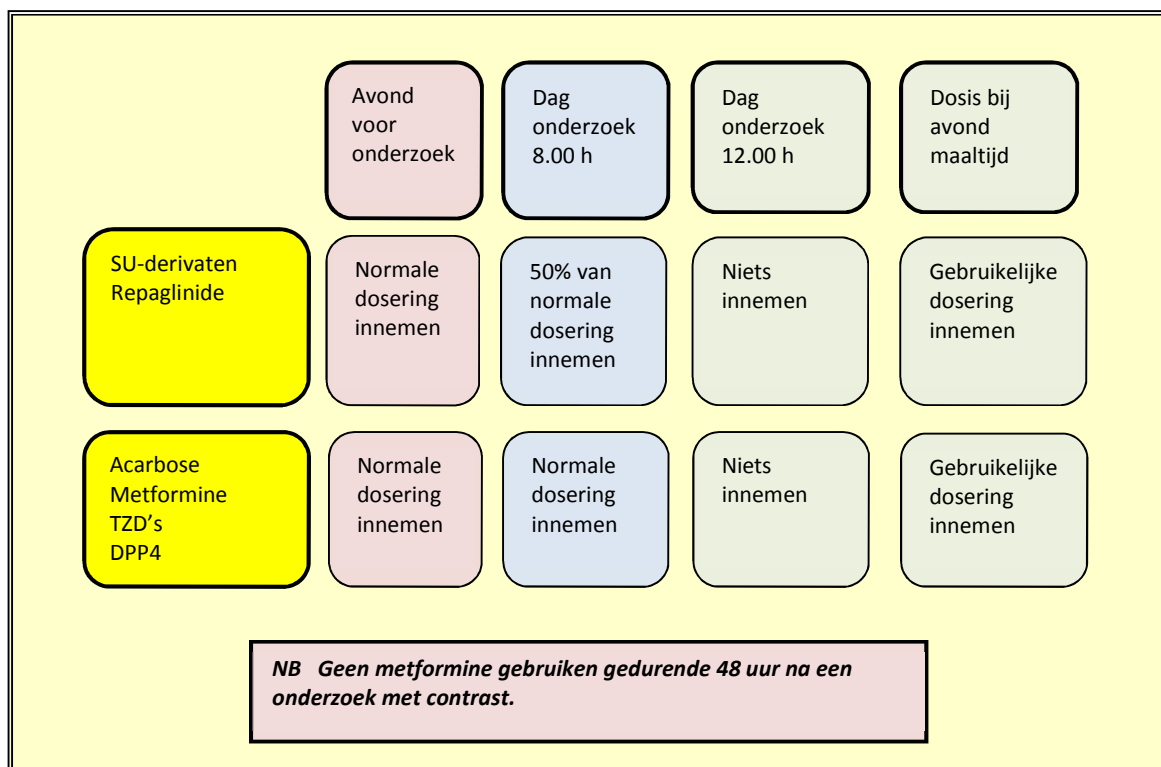 Avond
voor
onderzoek
Dag
onderzoek
8.00 h
Dag
onderzoek
12.00 h
Dosis bij
avond
maaltijd
SU-derivaten
Repaglinide
Normale
dosering
innemen
50% van
normale
dosering
innemen
Niets
innemen
Gebruikelijke
dosering
innemen
Acarbose
Metformine
TZD’s
DPP4
Normale
dosering
innemen
Normale
dosering
innemen
Niets
innemen
Gebruikelijke
dosering
innemen
NB Geen metformine gebruiken gedurende 48 uur na een
onderzoek met contrast.